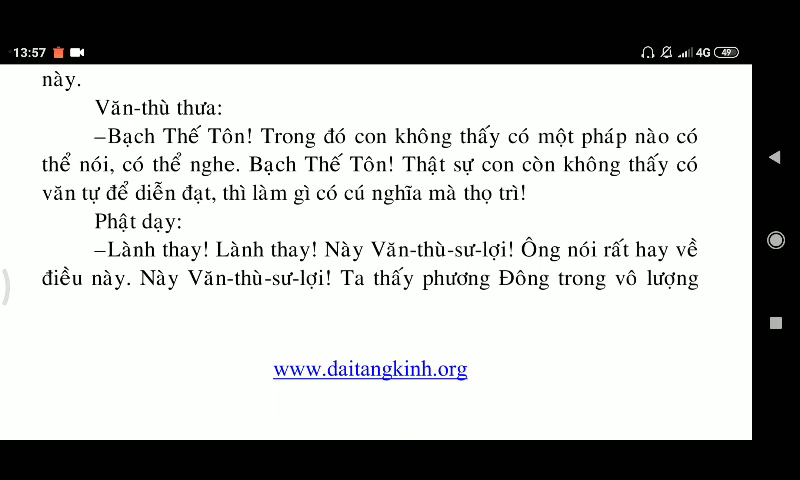 13:57
4G 49
này.
Văn-thù thưa:
–Bạch Thế Tôn! Trong đó con không thấy có một pháp nào có
thể nói, có thể nghe. Bạch Thế Tôn! Thật sự con còn không thấy có
văn tự để diễn đạt, thì làm gì có cú nghĩa mà thọ trì!
Phật dạy:
–Lành thay! Lành thay! Này Văn-thù-sư-lợi! Ông nói rất hay về
điều này. Này Văn-thù-sư-lợi! Ta thấy phương Đông trong vô lượng
www.daitangkinh.org